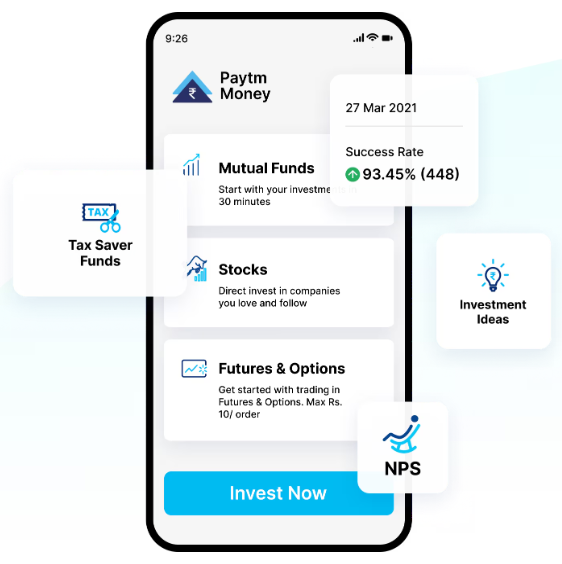 9:26
Paytm
Money
27 Mar 2021
Success Rate
93.45% (448)
Mutual Funds
Start with your investments
30 minutes
TAX
Tax Saver
Funds
Stocks
Direct invest in companies
you love and follow
₹
Investment
Ideas
Futures & Options
Get started with trading in
Futures & Options. Max Rs.
10/ order
NPS
Invest Now